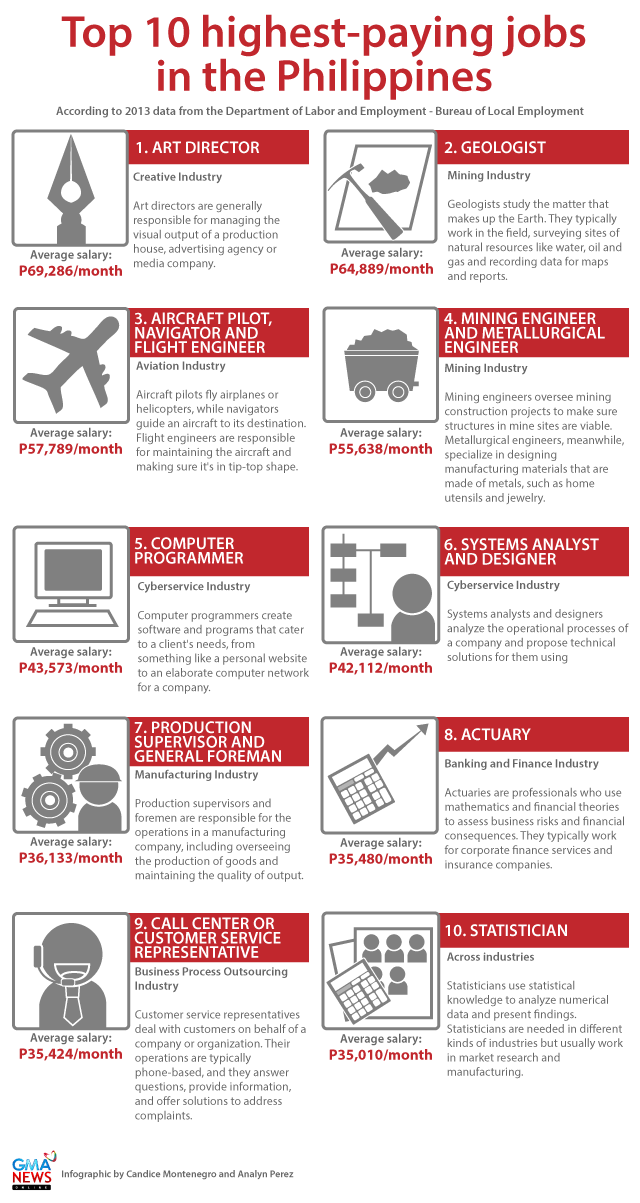 Top 10 highest-paying jobs
in the Philippines
According to 2013 data from the Department of Labor and Employment - Bureau of Local Employment
1. ART DIRECTOR
Creative Industry
Art directors are generally
responsible for managing the
visual output of a production
house, advertising agency or
media company.
Average salary:
P69,286/month
2. GEOLOGIST
Mining Industry
Geologists study the matter that
makes up the Earth. They typically
work in the field, surveying sites of
natural resources like water, oil and
gas and recording data for maps
and reports.
Average salary:
P64,889/month
3. AIRCRAFT PILOT,
NAVIGATOR AND
FLIGHT ENGINEER
Aviation Industry
Aircraft pilots fly airplanes or
helicopters, while navigators
guide an aircraft to its destination.
Flight engineers are responsible
for maintaining the aircraft and
making sure it's in tip-top shape.
Average salary:
P57,789/month
4. MINING ENGINEER
AND METALLURGICAL
ENGINEER
Mining Industry
Mining engineers oversee mining
construction projects to make sure
structures in mine sites are viable.
Metallurgical engineers, meanwhile,
specialize in designing
manufacturing materials that are
made of metals, such as home
utensils and jewelry.
Average salary:
P55,638/month
5. COMPUTER
PROGRAMMER
Cyberservice Industry
Computer programmers create
software and programs that cater
to a client's needs, from
something like a personal website
to an elaborate computer network
for a company.
Average salary:
P43,573/month
6. SYSTEMS ANALYST
AND DESIGNER
Cyberservice Industry
Systems analysts and designers
analyze the operational processes of
a company and propose technical
solutions for them using
Average salary:
P42,112/month
7. PRODUCTION
SUPERVISOR AND
GENERAL FOREMAN
Manufacturing Industry
Production supervisors and
foremen are responsible for the
operations in a manufacturing
company, including overseeing
the production of goods and
maintaining the quality of output.
Average salary:
P36,133/month
8. ACTUARY
Banking and Finance Industry
Actuaries are professionals who use
mathematics and financial theories
to assess business risks and financial
consequences. They typically work
for corporate finance services and
insurance companies.
Average salary:
P35,480/month
9. CALL CENTER OR
CUSTOMER SERVICE
REPRESENTATIVE
Business Process Outsourcing
Industry
Customer service representatives
deal with customers on behalf of a
company or organization. Their
operations are typically
phone-based, and they answer
questions, provide information,
and offer solutions to address
complaints.
Average salary:
P35,424/month
10. STATISTICIAN
Across industries
Statisticians use statistical
knowledge to analyze numerical
data and present findings.
Statisticians are needed in different
kinds of industries but usually work
in market research and
manufacturing.
Average salary:
P35,010/month
GMA
NEWS
ONLINE
Infographic by Candice Montenegro and Analyn Perez